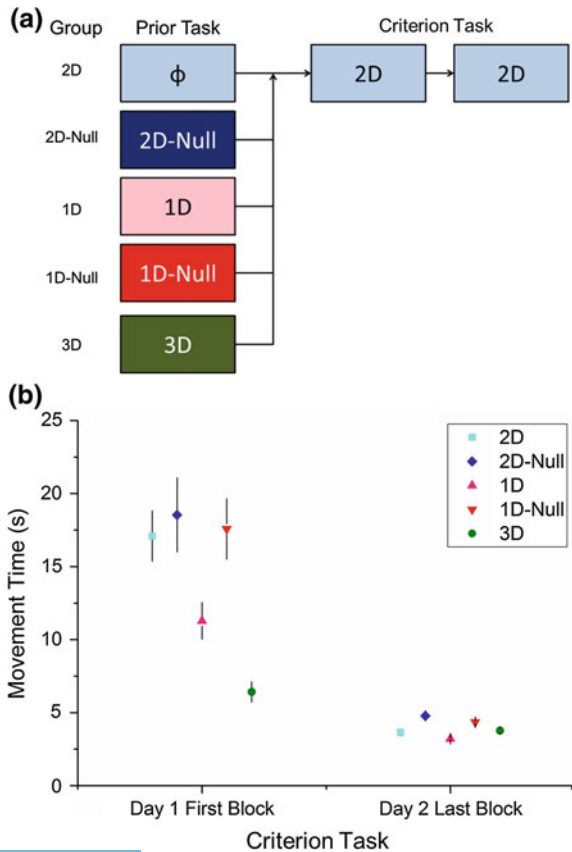 (a)
Group Prior Task Criterion Task
2D ϕ 2D 2D
2D-Null 2D-Null
1D 1D
1D-Null 1D-Null
3D 3D
(b)
25
20
15
10
5
0
Movement Time (s)
2D
2D-Null
1D
1D-Null
3D
Day 1 First Block Day 2 Last Block
Criterion Task